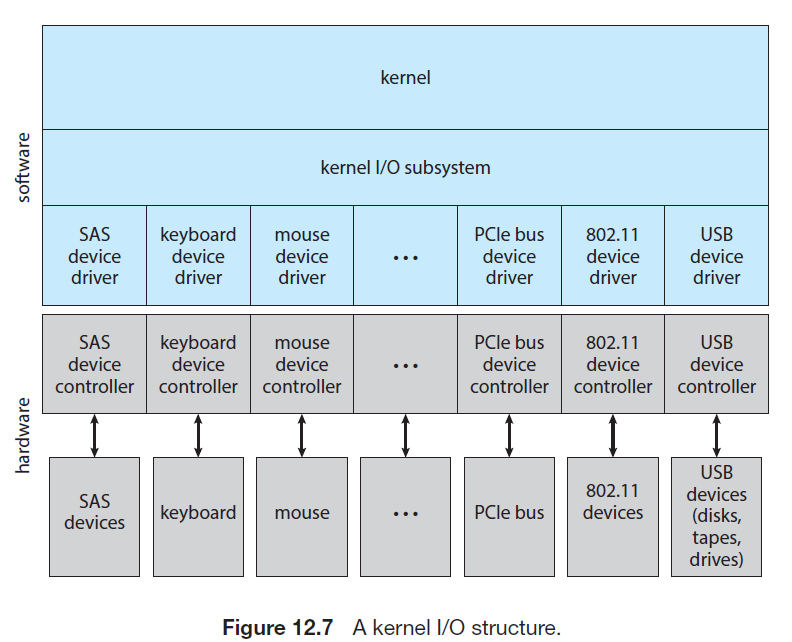 kernel
software
kernel I/O subsystem
SAS
device
driver
keyboard
device
driver
mouse
device
driver
...
PCIe bus
device
driver
802.11
device
driver
USB
device
driver
hardware
SAS
device
controller
keyboard
device
controller
mouse
device
controller
...
PCIe bus
device
controller
802.11
device
controller
USB
device
controller
SAS
devices
keyboard
mouse
...
PCIe bus
802.11
devices
USB
devices
(disks,
tapes,
drives)
Figure 12.7 A kernel I/O structure.